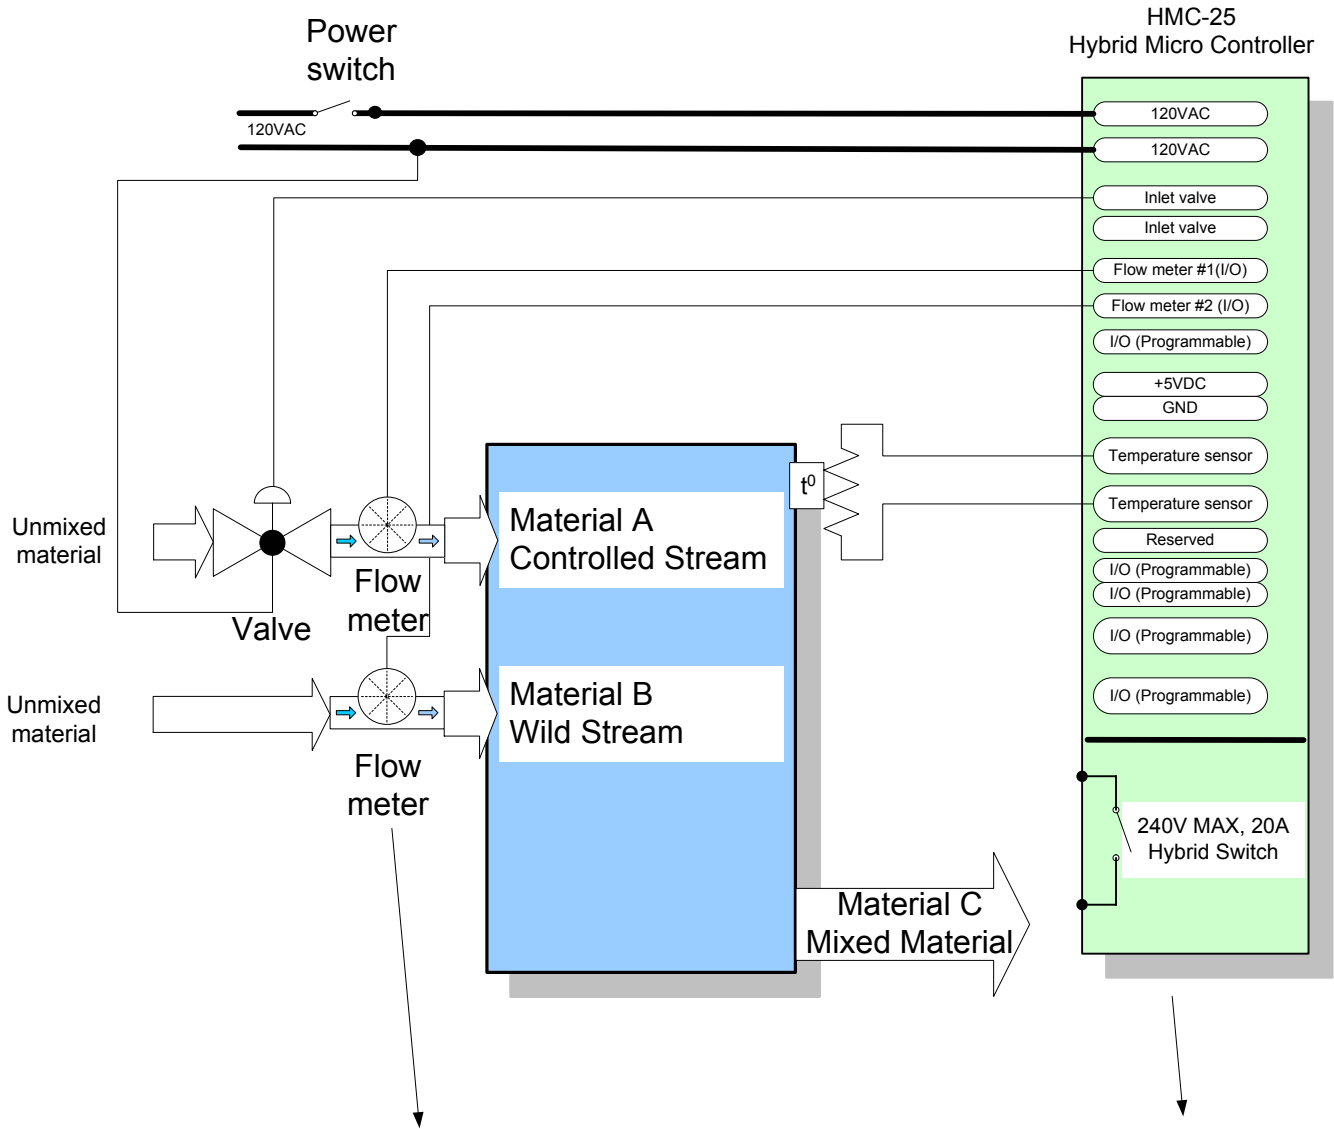 HMC-25
Hybrid Micro Controller
Power
switch
120VAC
120VAC
120VAC
Inlet valve
Inlet valve
Flow meter #1(I/O)
Flow meter #2 (I/O)
I/O (Programmable)
+5VDC
GND
Temperature sensor
Temperature sensor
Reserved
I/O (Programmable)
I/O (Programmable)
I/O (Programmable)
I/O (Programmable)
240V MAX, 20A
Hybrid Switch
t⁰
Unmixed
material
Valve
Flow
meter
Material A
Controlled Stream
Unmixed
material
Flow
meter
Material B
Wild Stream
Material C
Mixed Material